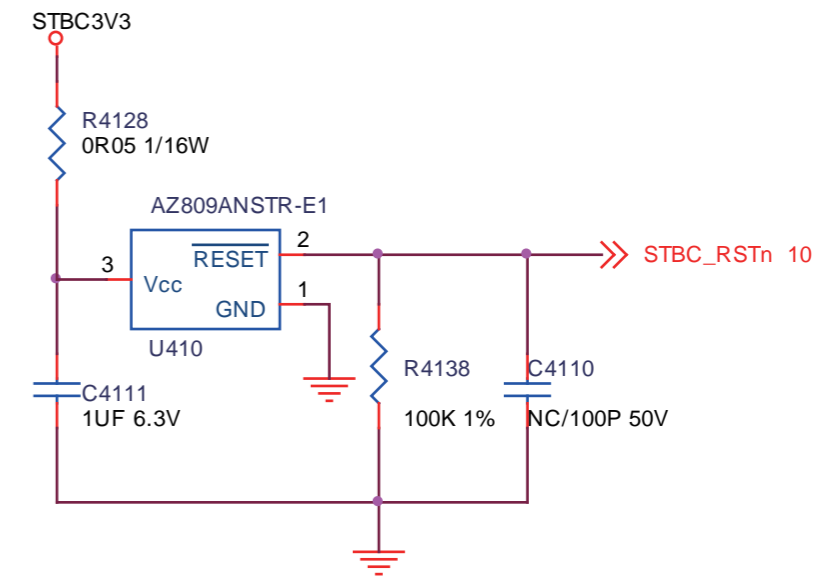 STBC3V3
R4128
0R05 1/16W
AZ809ANSTR-E1
RESET
2
STBC_RSTn 10
3
Vcc
1
GND
U410
R4138
C4110
C4111
1UF 6.3V
100K 1%
NC/100P 50V